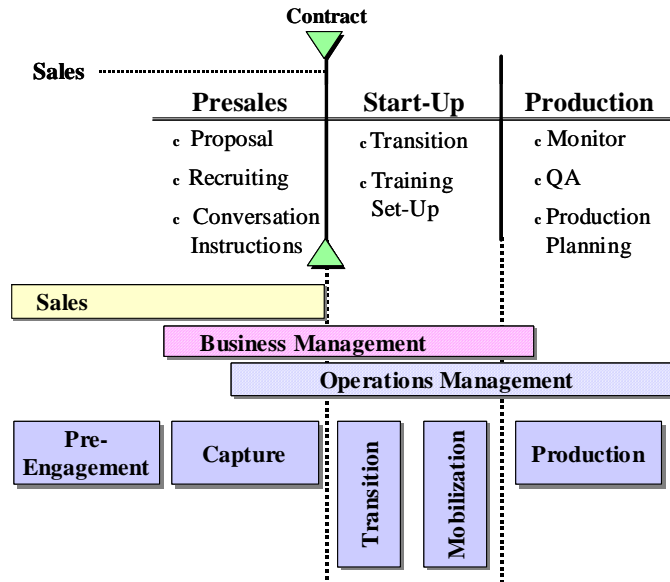 Contract
Sales
Presales
Start-Up
Production
c Proposal
c Recruiting
c Conversation
Instructions
c Transition
c Training
Set-Up
c Monitor
c QA
c Production
Planning
Sales
Business Management
Operations Management
Pre-
Engagement
Capture
Transition
Mobilization
Production